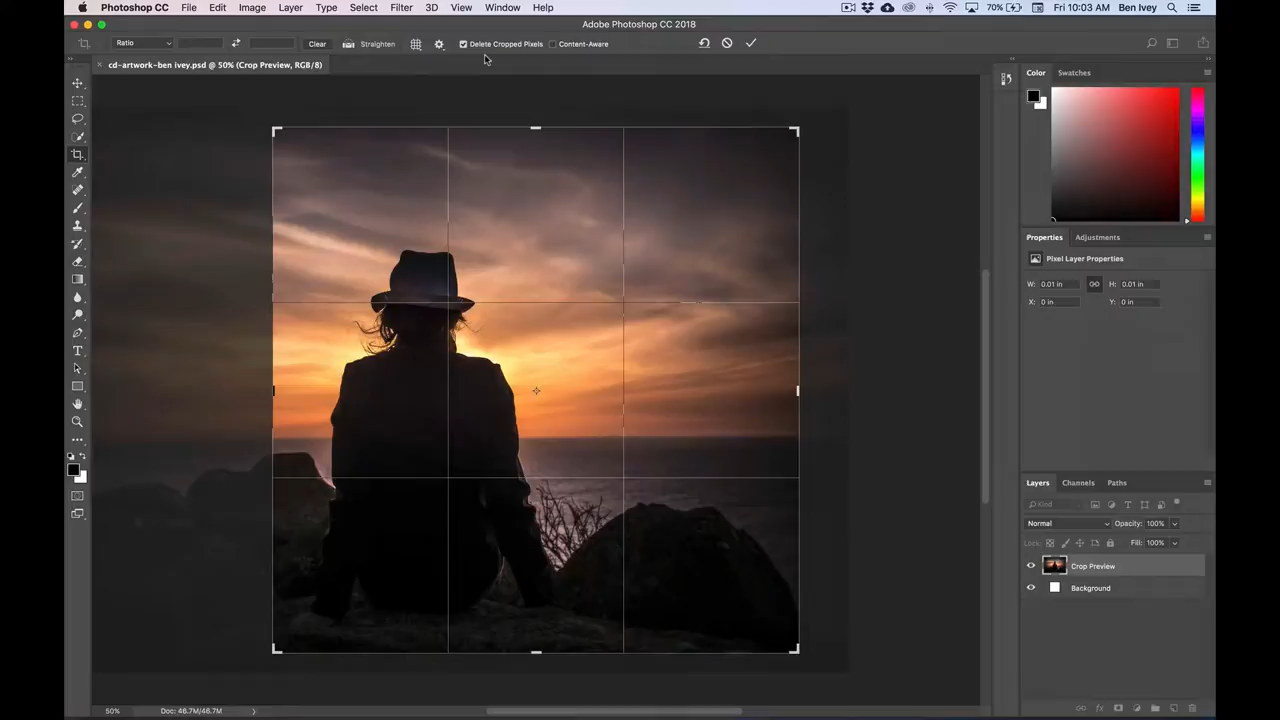 Photoshop CC File Edit Image Layer Type Select Filter 3D View Window Help 70% Fri 10:03 AM Ben Ivey
Adobe Photoshop CC 2018
Ratio Clear Straighten Delete Cropped Pixels Content-Aware
cd-artwork-ben ivey.psd @ 50% (Crop Preview, RGB/8)
Color Swatches
Properties Adjustments
Pixel Layer Properties
W: 0.01 in H: 0.01 in
X: 0 in Y: 0 in
Layers Channels Paths
Kind
Normal Opacity: 100%
Lock: Fill: 100%
Crop Preview
Background
50% Doc: 46.7M/46.7M